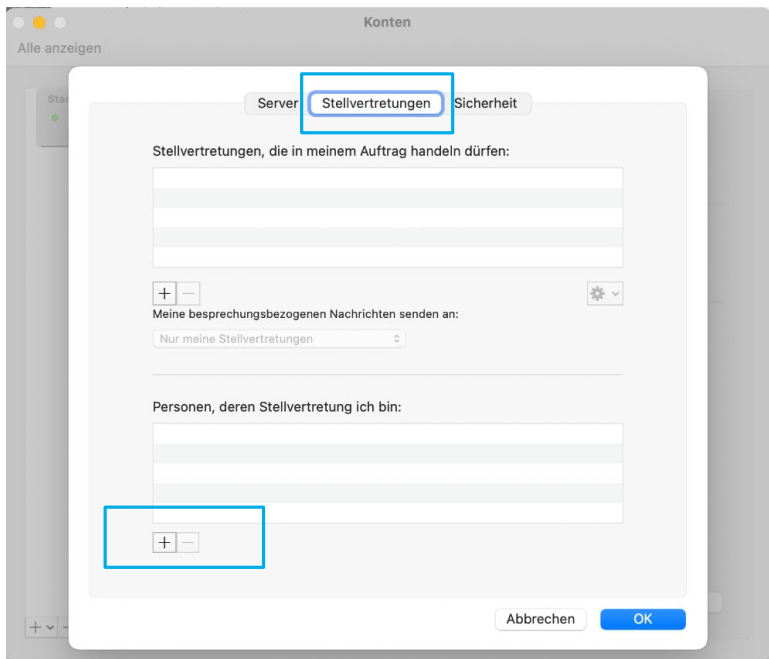 Konten
Alle anzeigen
Server Stellvertretungen Sicherheit
Stellvertretungen, die in meinem Auftrag handeln dürfen:
Meine besprechungsbezogenen Nachrichten senden an:
Nur meine Stellvertretungen
Personen, deren Stellvertretung ich bin:
Abbrechen OK